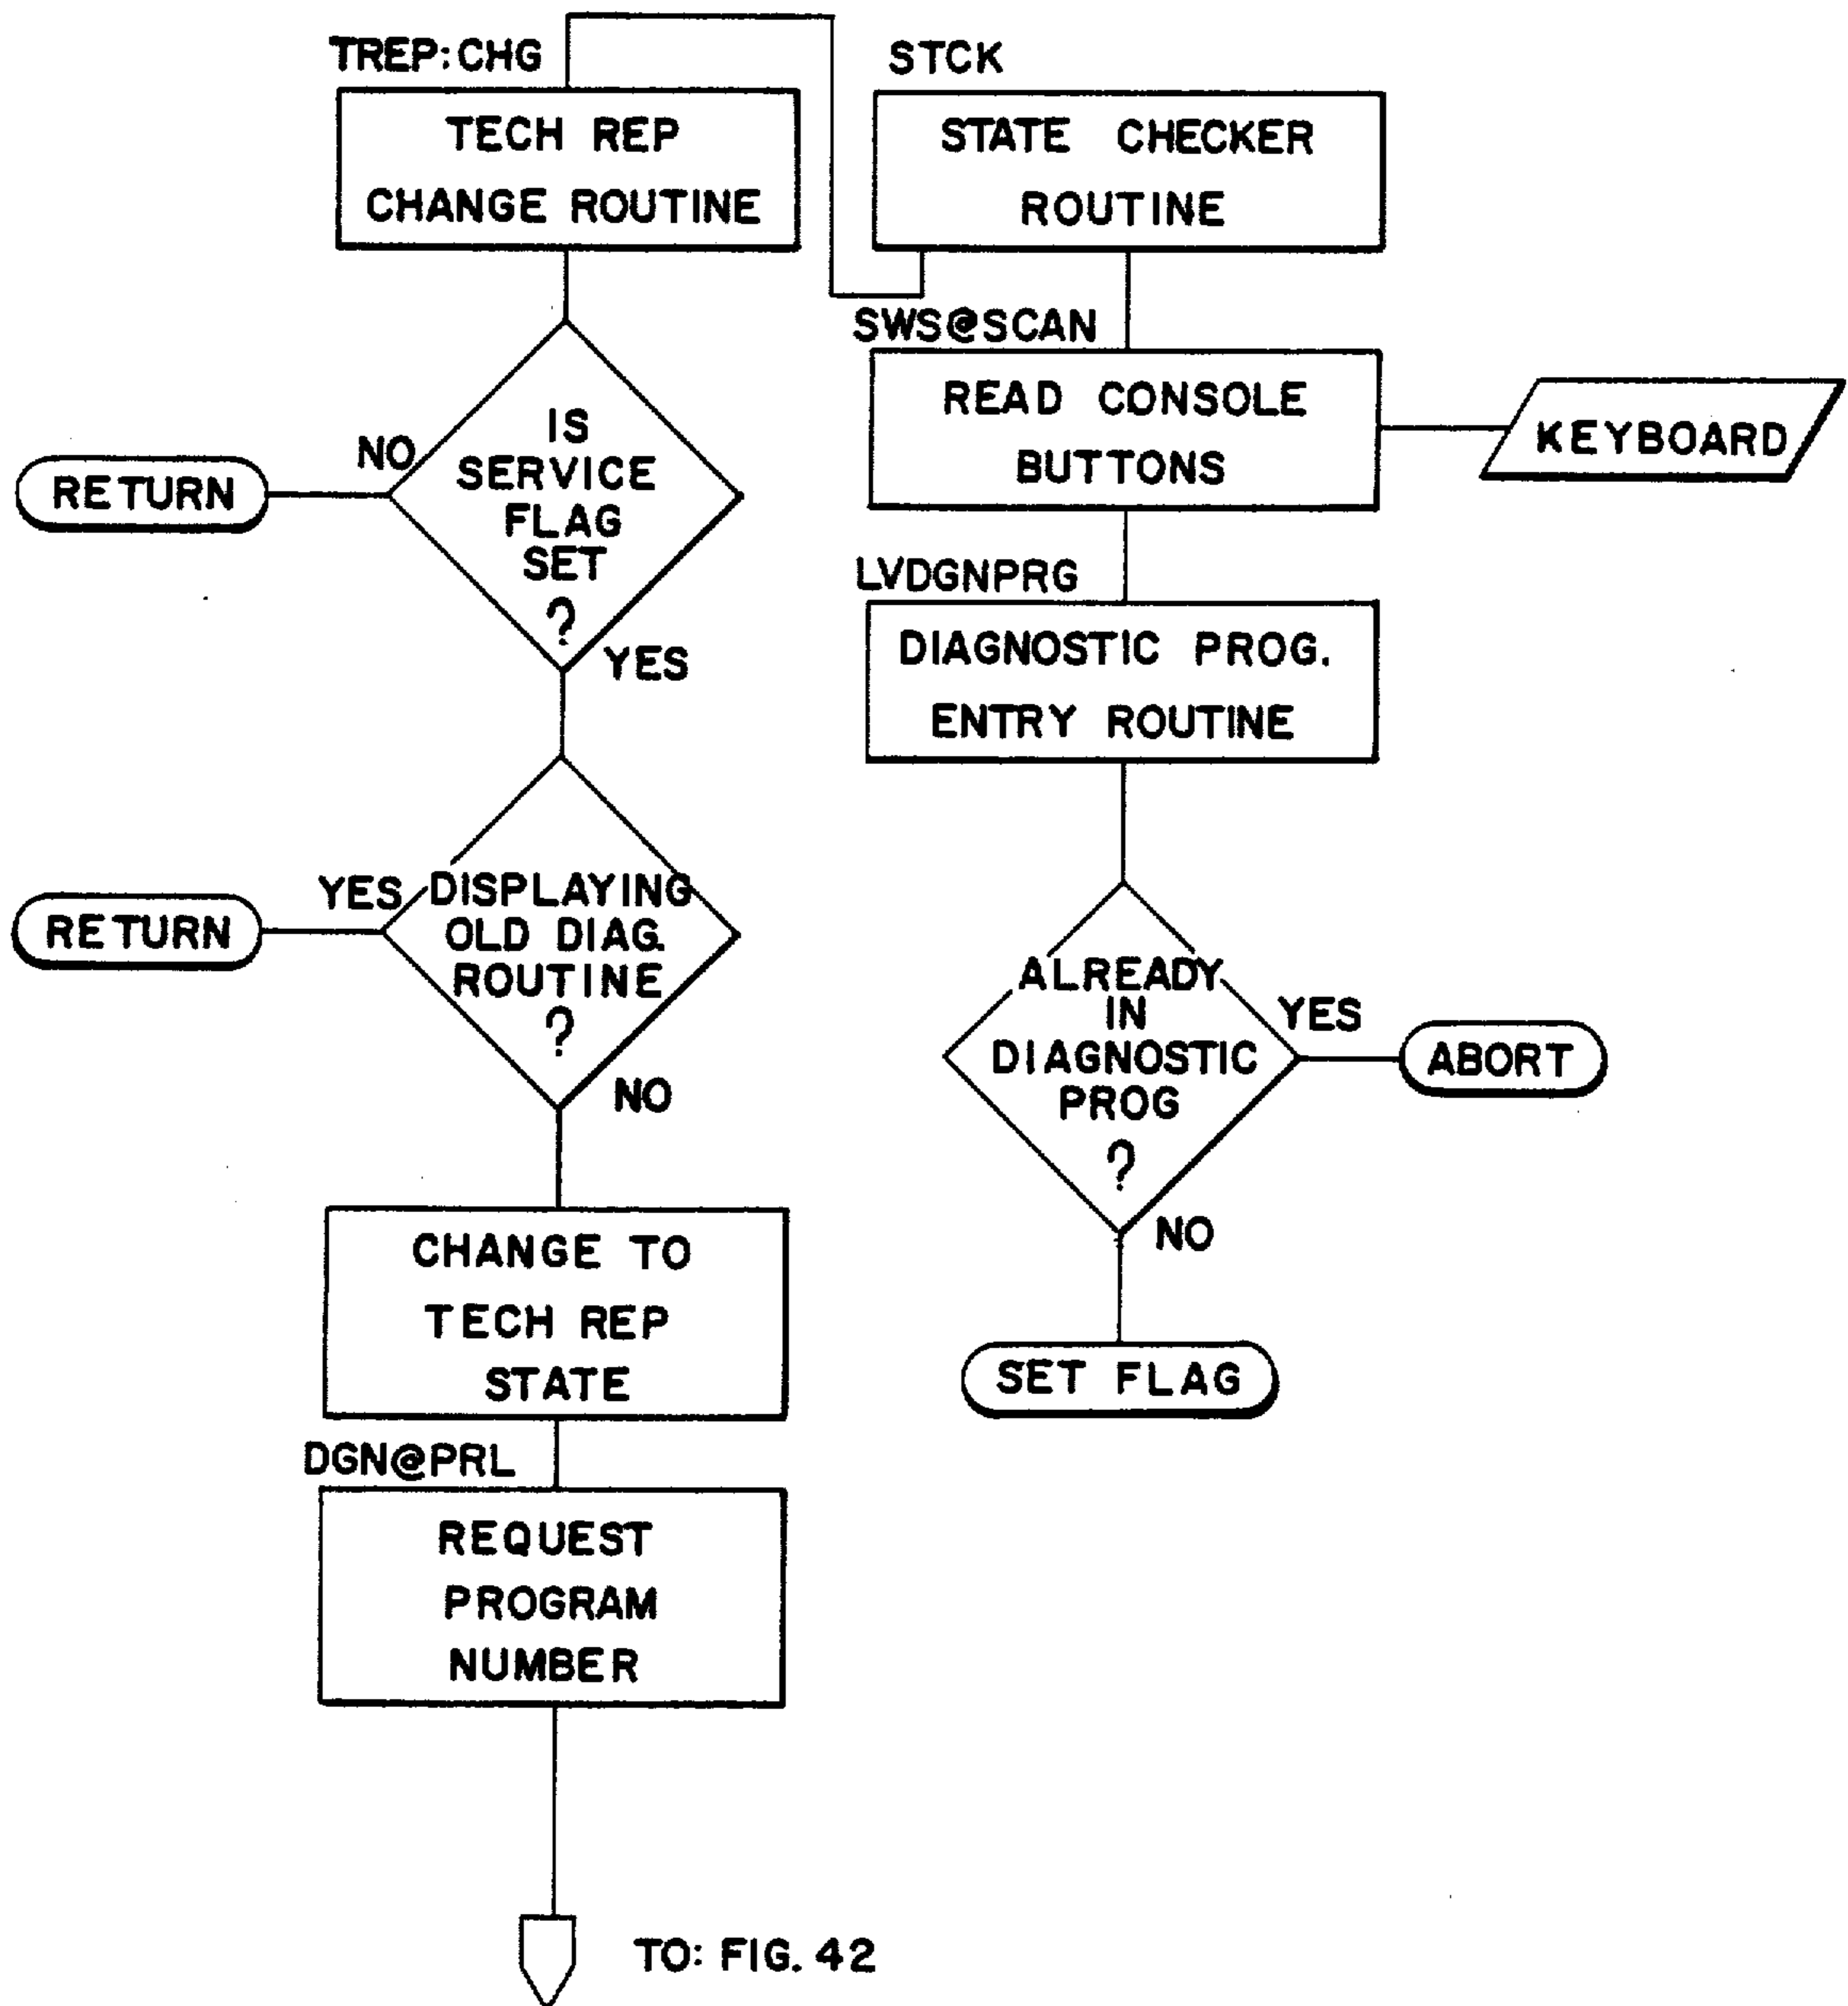 TREP:CHG
TECH REP
CHANGE ROUTINE
NO
IS
SERVICE
FLAG
SET
?
RETURN
YES
YES
DISPLAYING
OLD DIAG.
ROUTINE
?
RETURN
NO
CHANGE TO
TECH REP
STATE
DGN@PRL
REQUEST
PROGRAM
NUMBER
TO: FIG. 42
STCK
STATE CHECKER
ROUTINE
SWS@SCAN
READ CONSOLE
BUTTONS
KEYBOARD
LVDGNPRG
DIAGNOSTIC PROG.
ENTRY ROUTINE
ALREADY
IN
DIAGNOSTIC
PROG
?
YES
ABORT
NO
SET FLAG